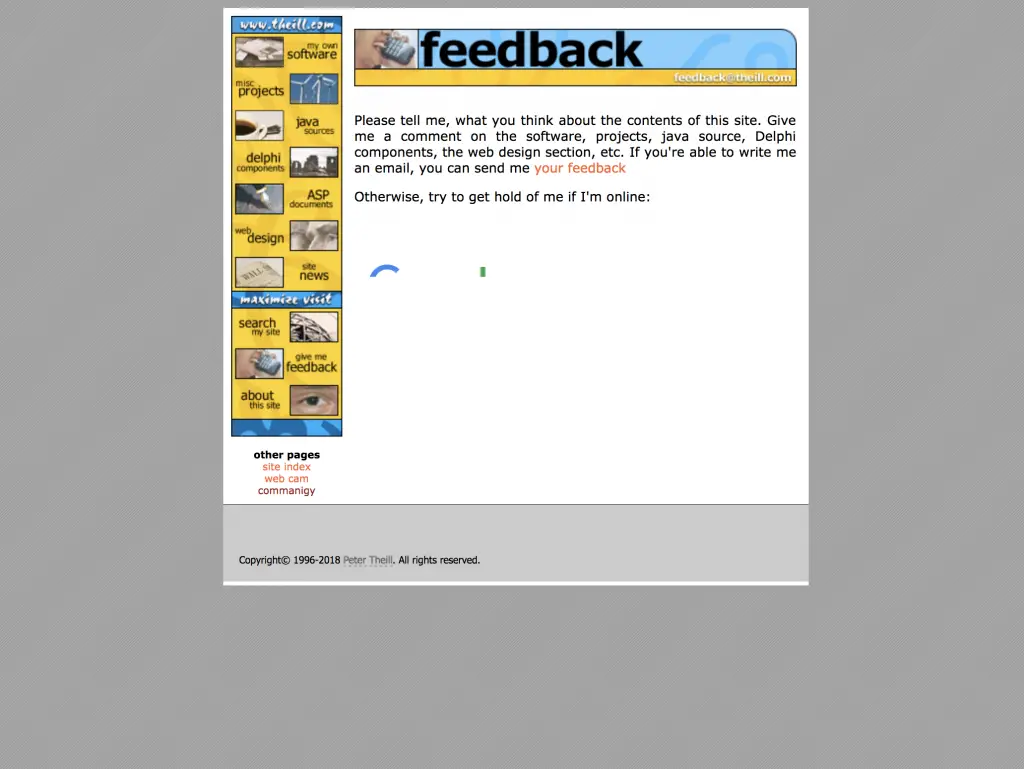 www.theill.com
my own
software
misc
projects
java
sources
delphi
components
ASP
documents
web
design
site
news
maximize visit
search
my site
give me
feedback
about
this site
other pages
site index
web cam
commanigy
feedback
feedback@theill.com
Please tell me, what you think about the contents of this site. Give
me a comment on the software, projects, java source, Delphi
components, the web design section, etc. If you're able to write me
an email, you can send me your feedback
Otherwise, try to get hold of me if I'm online:
Copyright© 1996-2018 Peter Theill. All rights reserved.